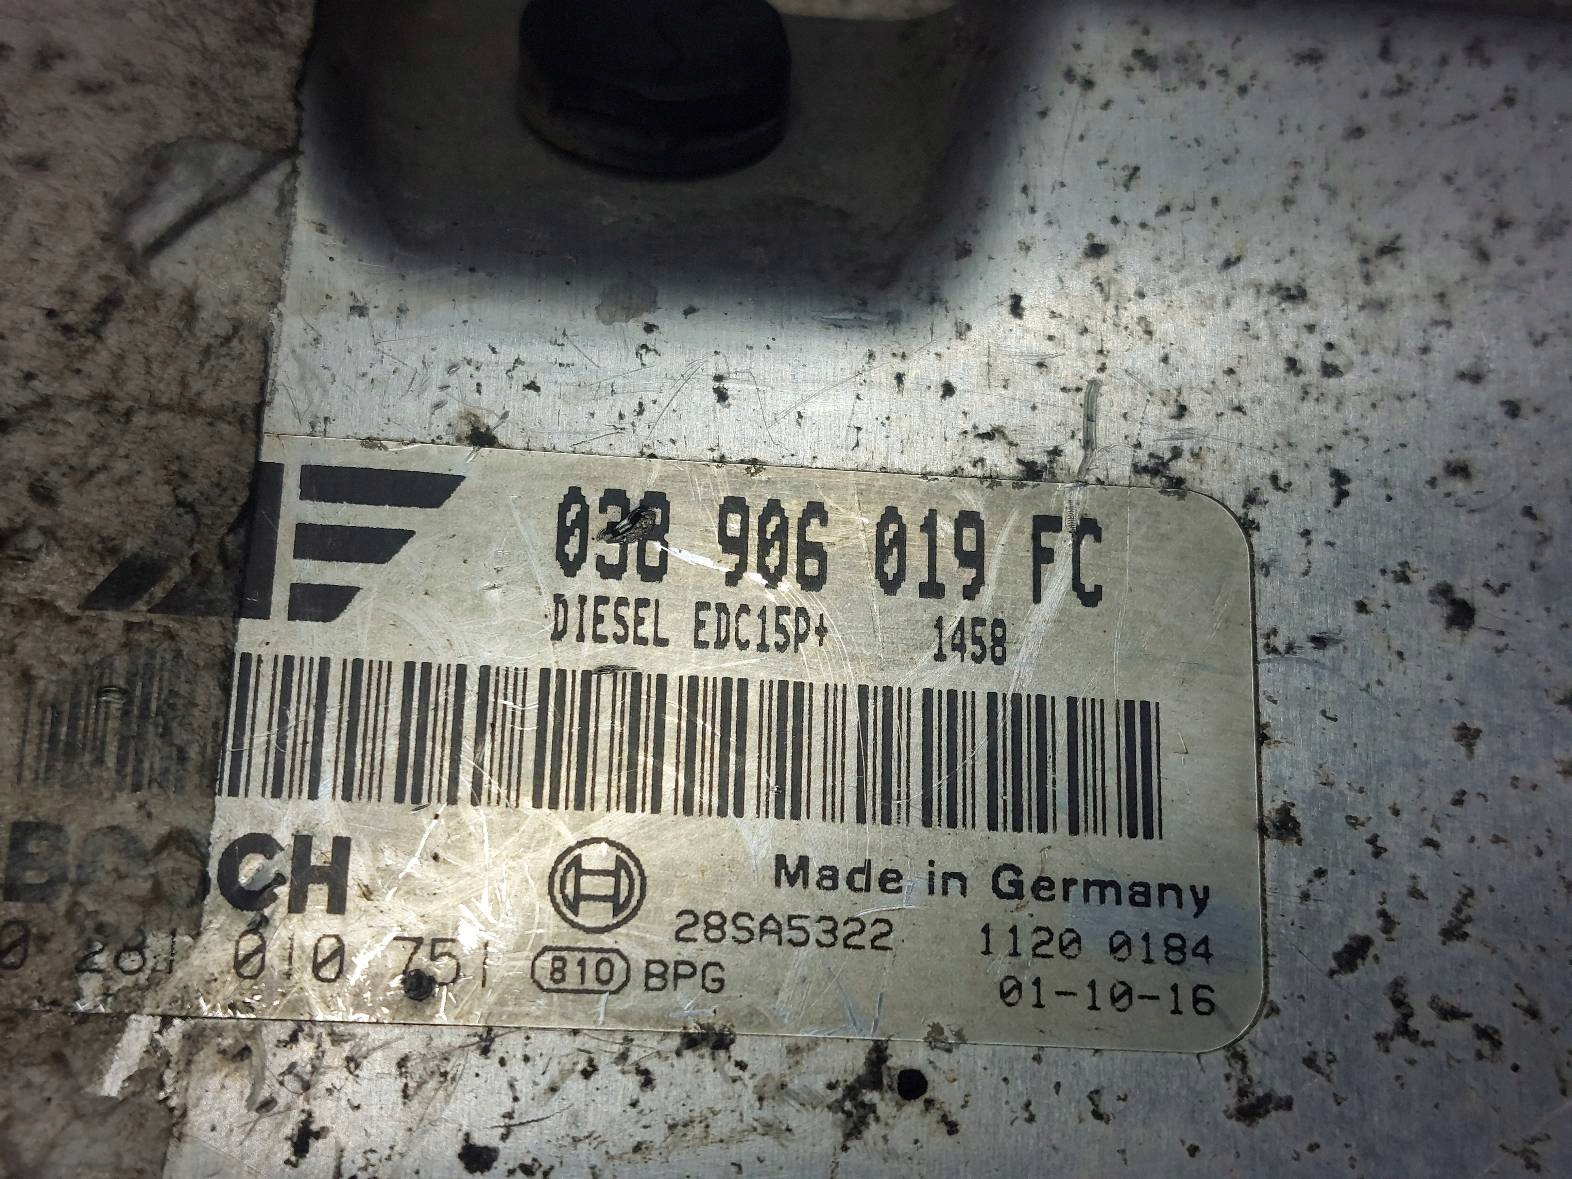 038 906 019 FC
DIESEL EDC15P+ 1458
BOSCH
Made in Germany
28SA5322 1120 0184
0 281 010 751 810 BPG
01-10-16